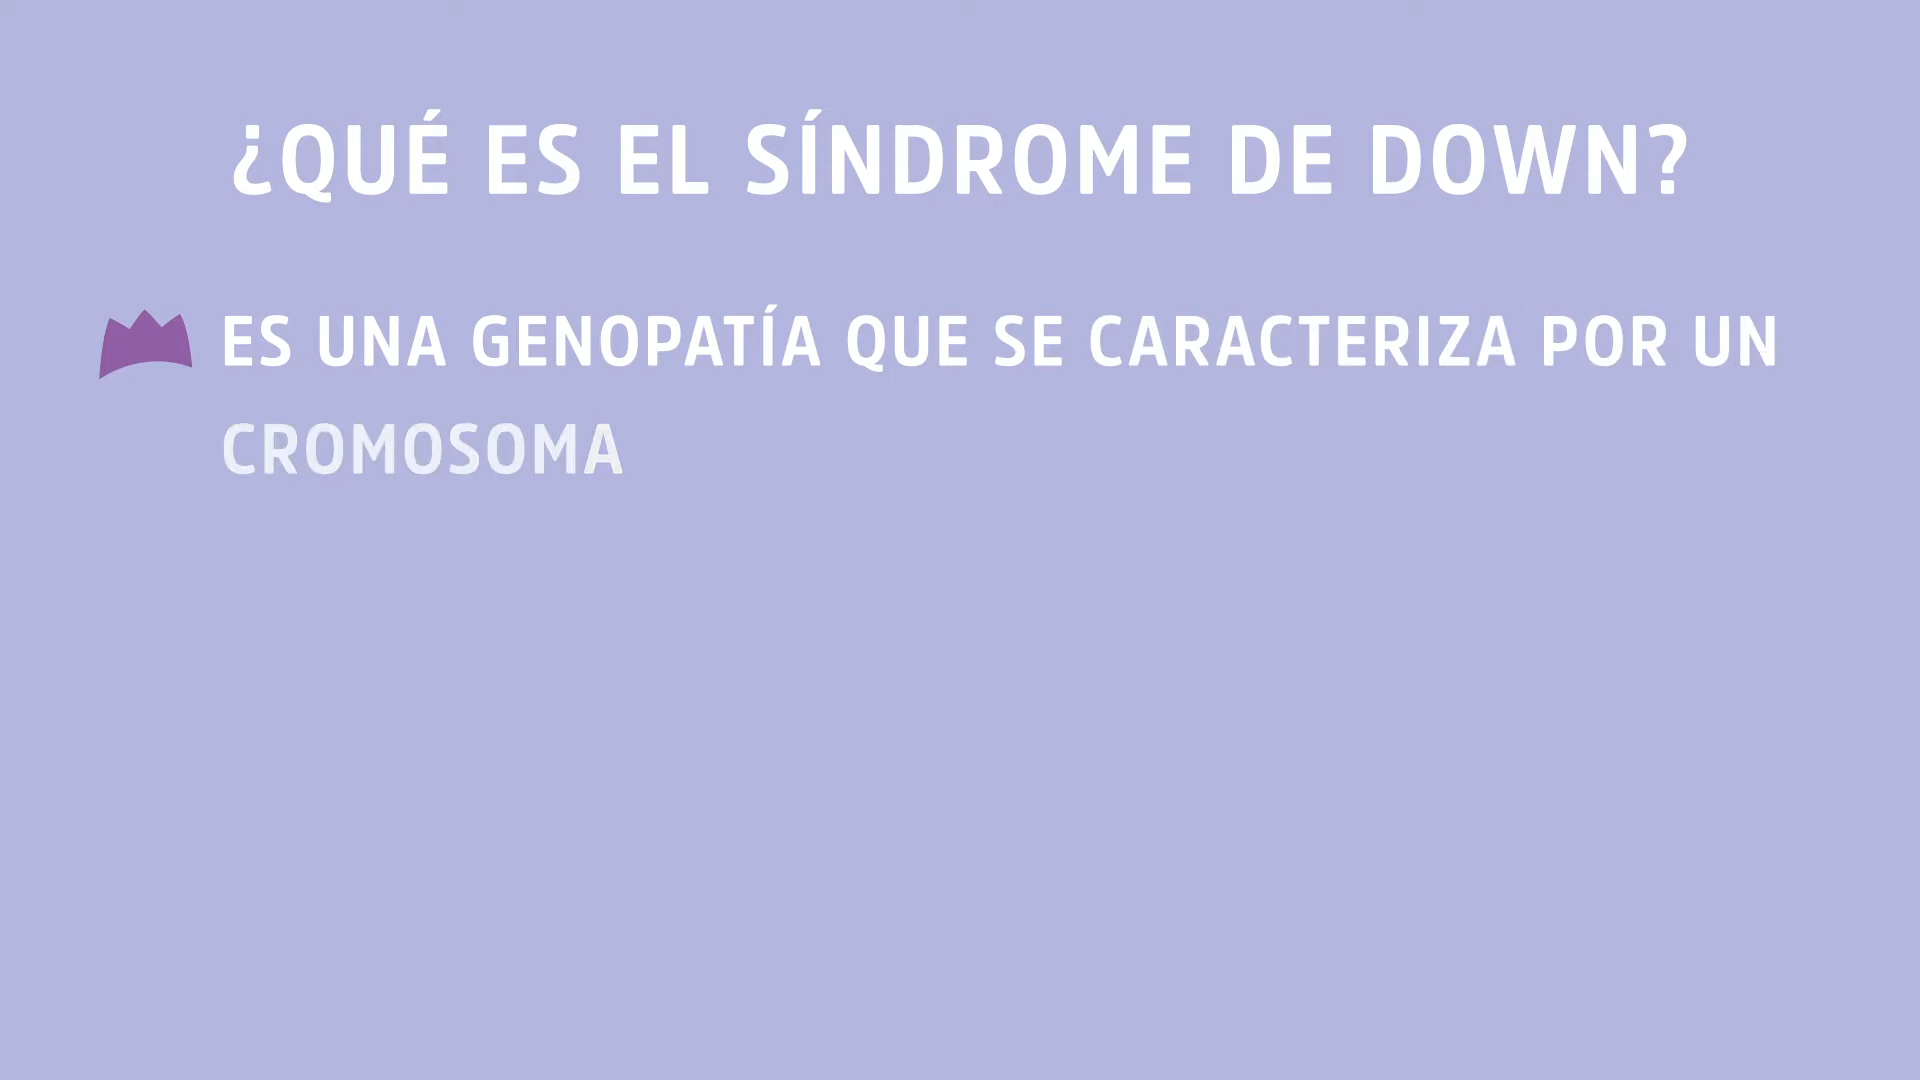 ¿QUÉ ES EL SÍNDROME DE DOWN?
ES UNA GENOPATÍA QUE SE CARACTERIZA POR UN
CROMOSOMA